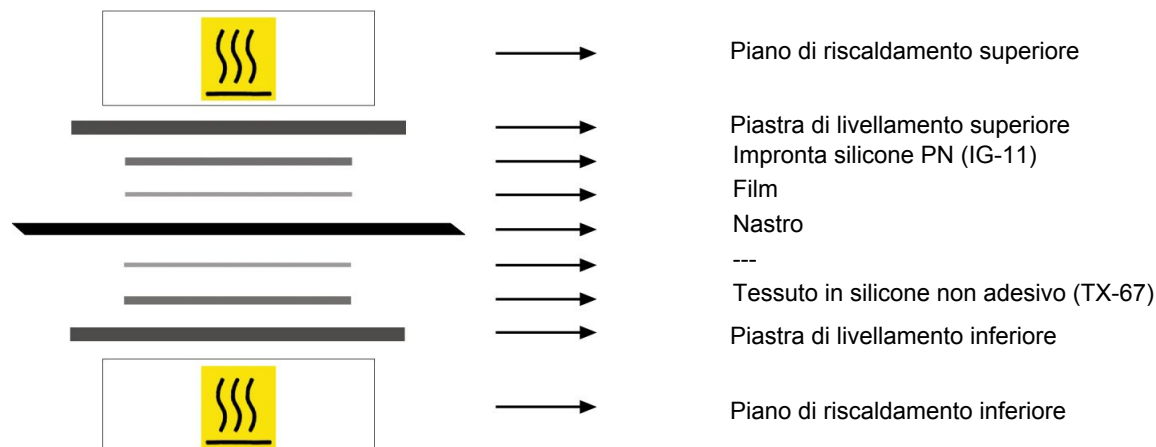 Piano di riscaldamento superiore
Piastra di livellamento superiore
Impronta silicone PN (IG-11)
Film
Nastro
---
Tessuto in silicone non adesivo (TX-67)
Piastra di livellamento inferiore
Piano di riscaldamento inferiore